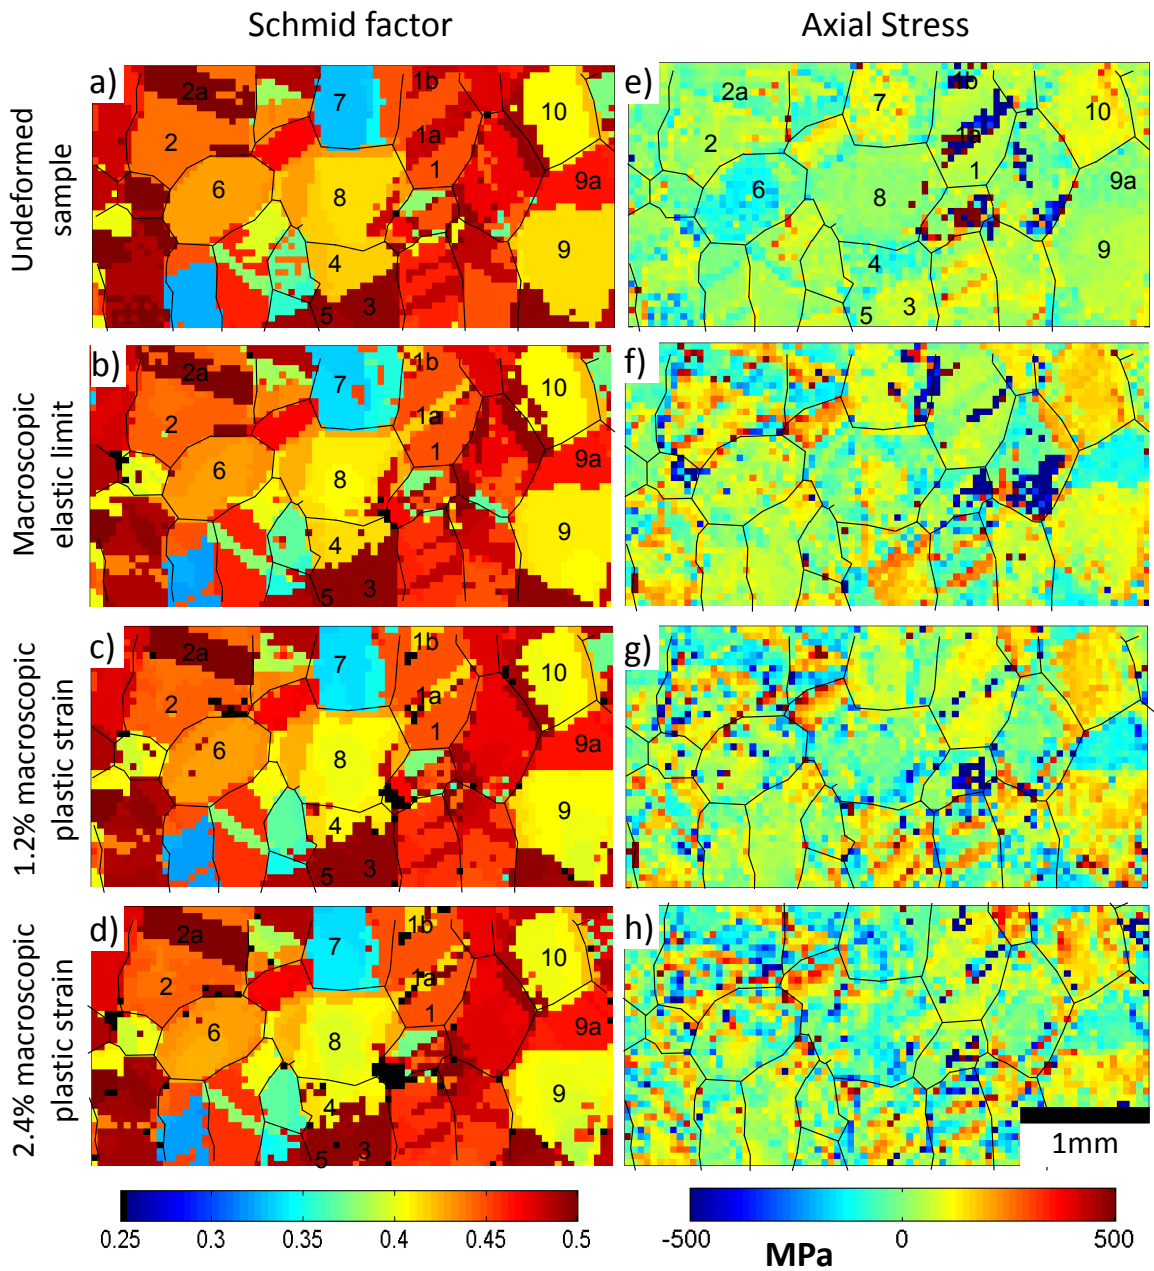 Schmid factor
Axial Stress
Undeformed
sample
a)
2a
2
7
1b
1a
1
10
6
8
9a
9
4
3
5
e)
2a
2
7
1b
1a
1
10
6
8
9a
9
4
3
5
Macroscopic
elastic limit
b)
2a
2
7
1b
1a
1
10
6
8
9a
9
4
3
5
f)
1.2% macroscopic
plastic strain
c)
2a
2
7
1b
1a
1
10
6
8
9a
9
4
3
5
g)
2.4% macroscopic
plastic strain
d)
2a
2
7
1b
1a
1
10
6
8
9a
9
4
3
5
h)
1mm
0.25 0.3 0.35 0.4 0.45 0.5
-500 0 500
MPa